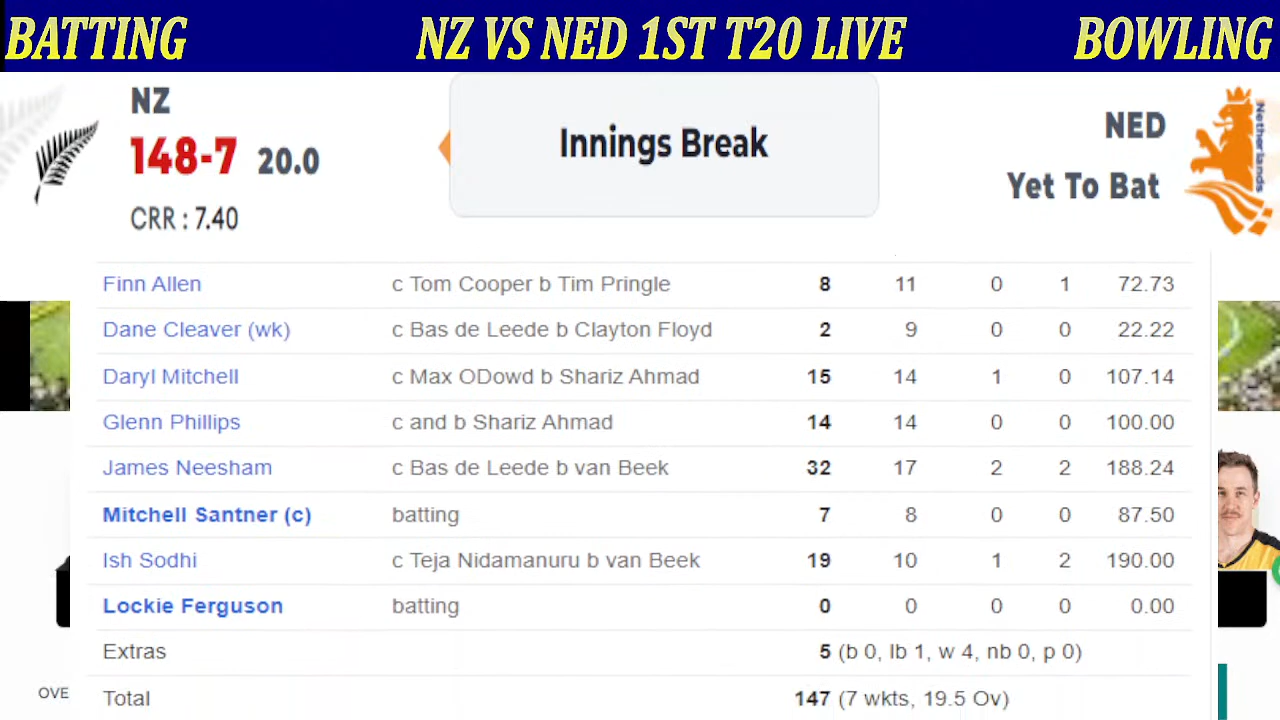 BATTING NZ VS NED 1ST T20 LIVE BOWLING
NZ
148-7 20.0
CRR : 7.40
Innings Break
NED
Yet To Bat
Netherlands
Finn Allen c Tom Cooper b Tim Pringle 8 11 0 1 72.73
Dane Cleaver (wk) c Bas de Leede b Clayton Floyd 2 9 0 0 22.22
Daryl Mitchell c Max ODowd b Shariz Ahmad 15 14 1 0 107.14
Glenn Phillips c and b Shariz Ahmad 14 14 0 0 100.00
James Neesham c Bas de Leede b van Beek 32 17 2 2 188.24
Mitchell Santner (c) batting 7 8 0 0 87.50
Ish Sodhi c Teja Nidamanuru b van Beek 19 10 1 2 190.00
Lockie Ferguson batting 0 0 0 0 0.00
Extras 5 (b 0, lb 1, w 4, nb 0, p 0)
OVE
Total 147 (7 wkts, 19.5 Ov)